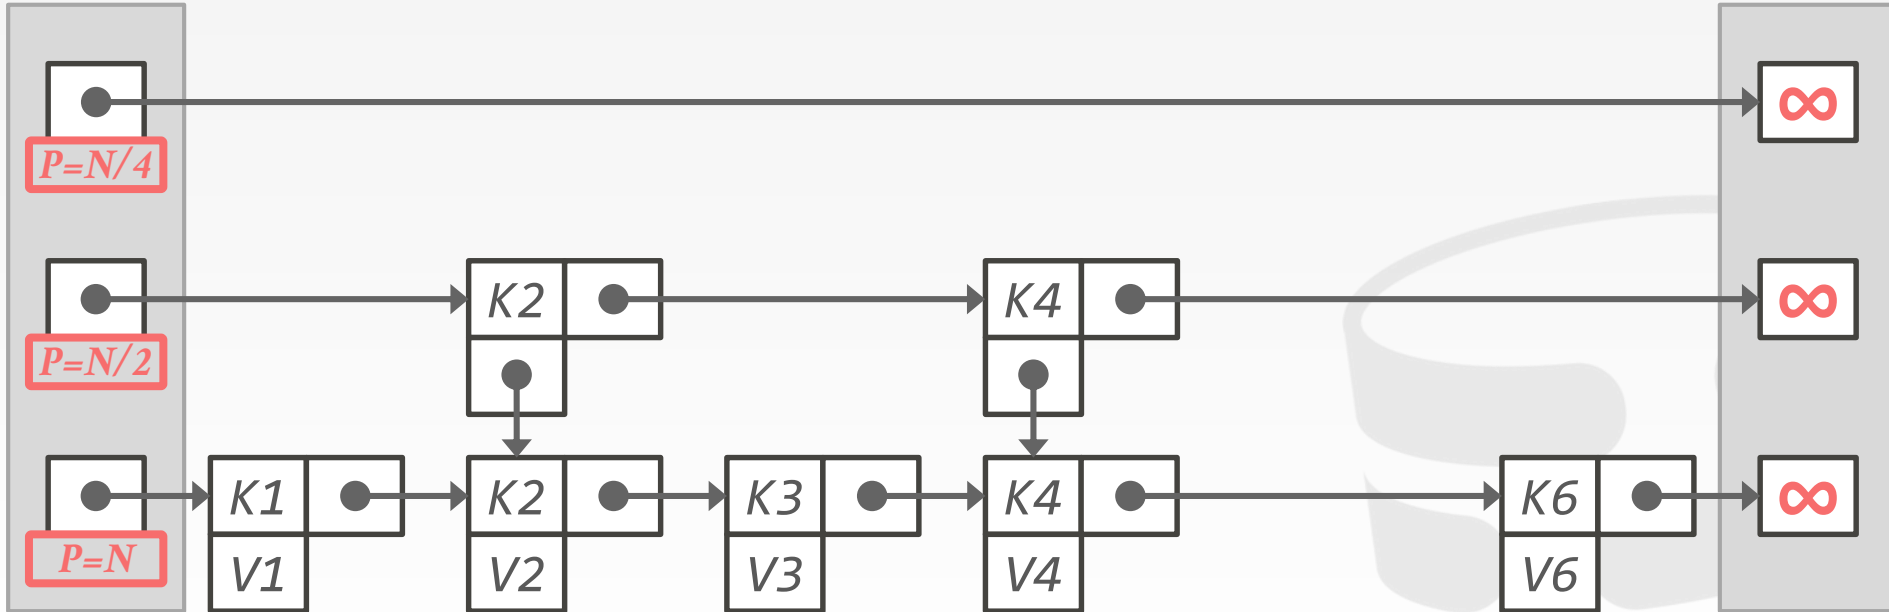 ∞
P=N/4
K2 K4 ∞
P=N/2
K1 K2 K3 K4 K6 ∞
P=N
V1 V2 V3 V4 V6